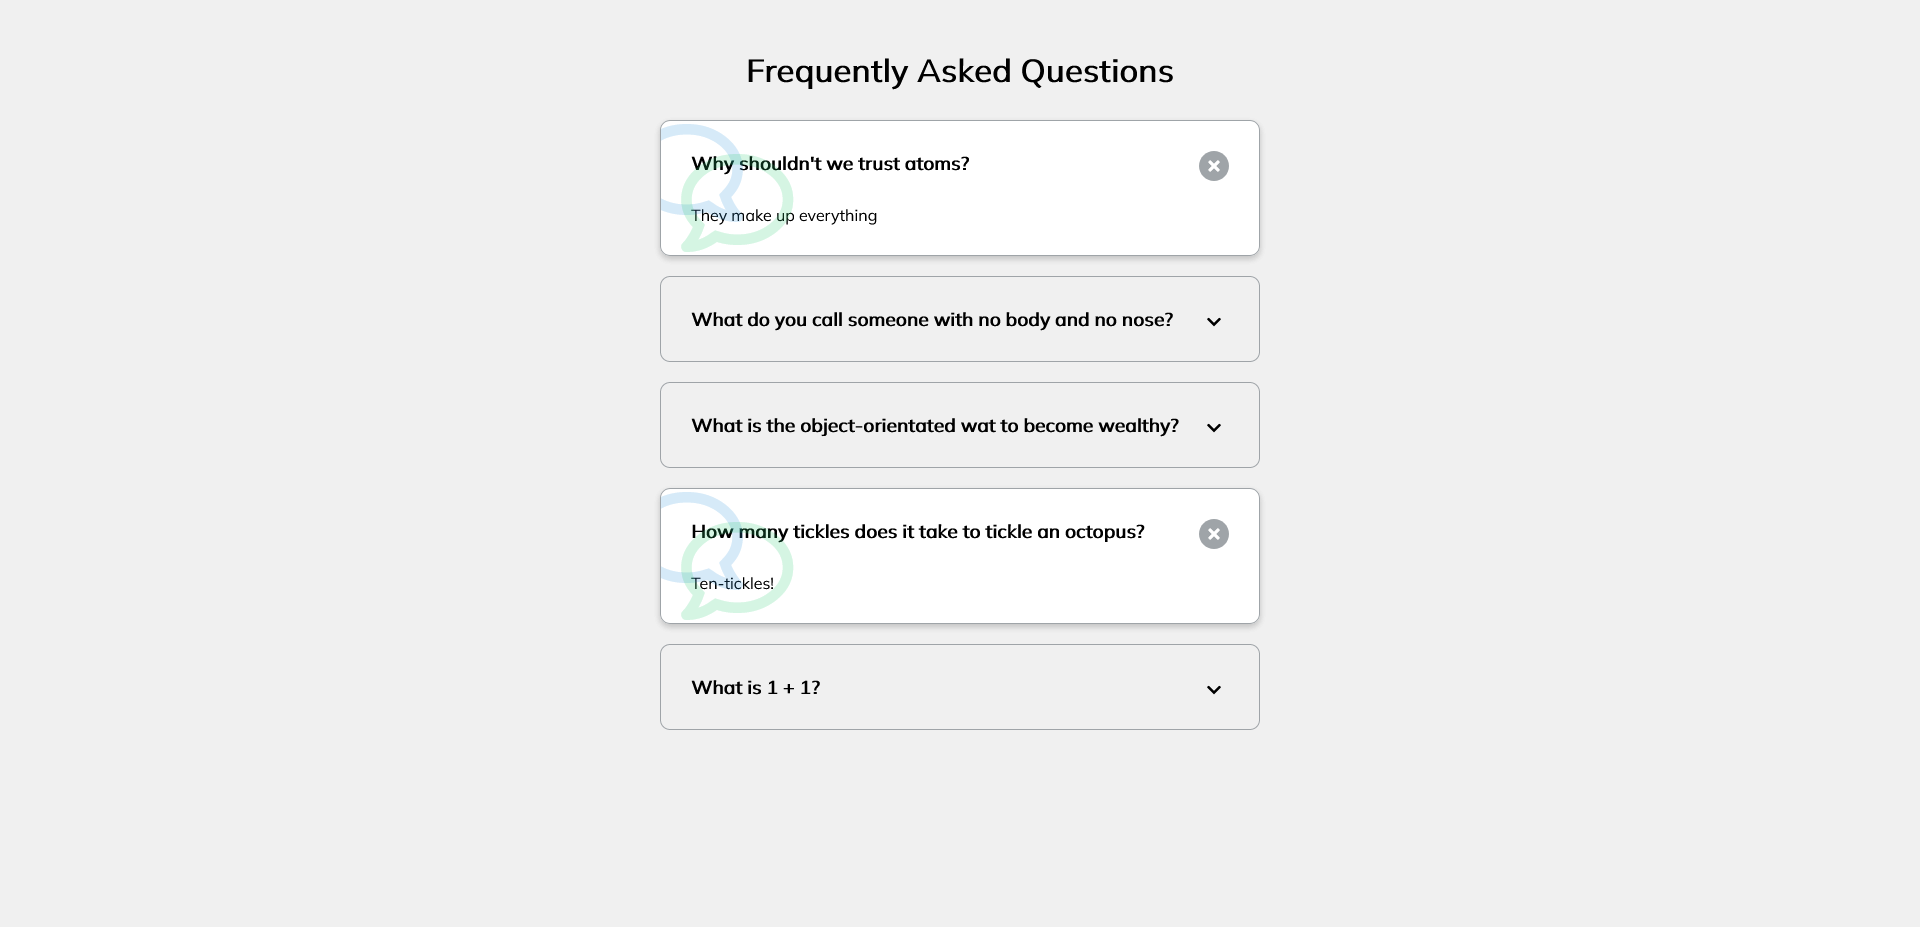 Frequently Asked Questions
Why shouldn't we trust atoms?
They make up everything
What do you call someone with no body and no nose?
What is the object-orientated wat to become wealthy?
How many tickles does it take to tickle an octopus?
Ten-tickles!
What is 1 + 1?